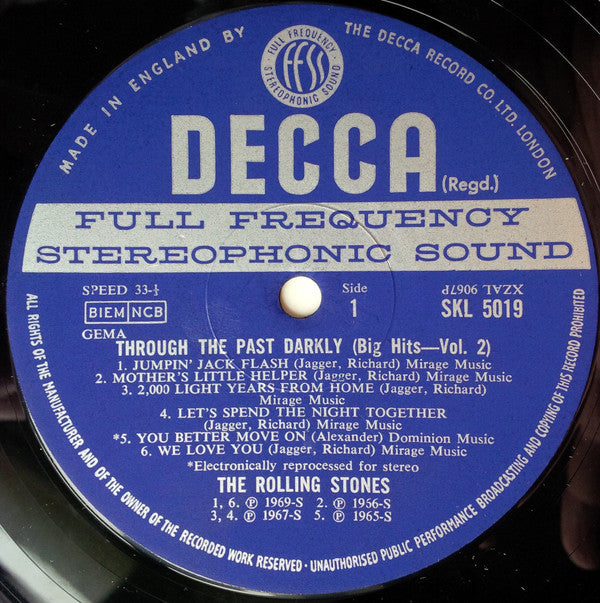 MADE IN ENGLAND BY THE DECCA RECORD CO. LTD. LONDON
FULL FREQUENCY
ffss
STEREOPHONIC SOUND
DECCA (Regd.)
FULL FREQUENCY
STEREOPHONIC SOUND
SPEED 33-⅓
BIEM NCB
GEMA
Side
1
XZAL 9067P
SKL 5019
THROUGH THE PAST DARKLY (Big Hits—Vol. 2)
1. JUMPIN' JACK FLASH (Jagger, Richard) Mirage Music
2. MOTHER'S LITTLE HELPER (Jagger, Richard) Mirage Music
3. 2,000 LIGHT YEARS FROM HOME (Jagger, Richard)
Mirage Music
4. LET'S SPEND THE NIGHT TOGETHER
(Jagger, Richard) Mirage Music
*5. YOU BETTER MOVE ON (Alexander) Dominion Music
6. WE LOVE YOU (Jagger, Richard) Mirage Music
*Electronically reprocessed for stereo
THE ROLLING STONES
1, 6. ℗ 1969-S 2. ℗ 1956-S
3, 4. ℗ 1967-S 5. ℗ 1965-S
ALL RIGHTS OF THE MANUFACTURER AND OF THE OWNER OF THE RECORDED WORK RESERVED · UNAUTHORISED PUBLIC PERFORMANCE BROADCASTING AND COPYING OF THIS RECORD PROHIBITED